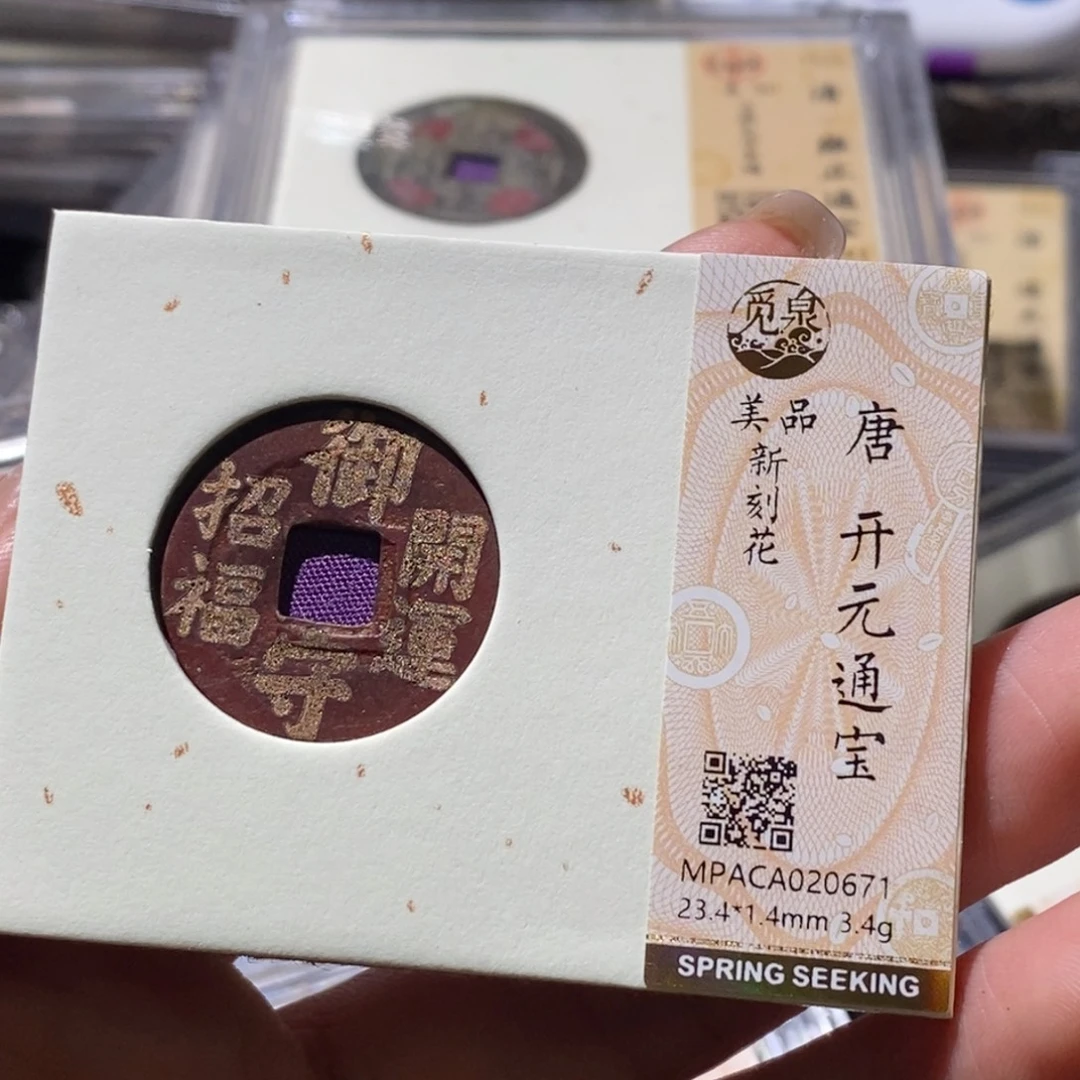 御
開運
招福
守
觅泉
美品
新刻花
唐 开元通宝
MPACA020671
23.4*1.4mm 3.4g
SPRING SEEKING